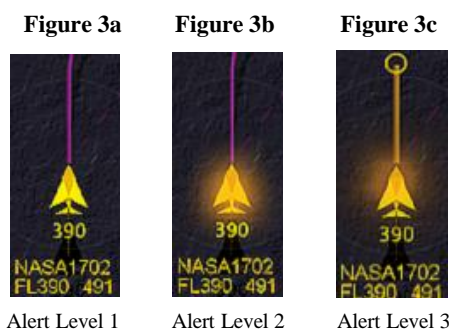 Figure 3a Figure 3b Figure 3c
390 390 390
NASA1702 NASA1702 NASA1702
FL390 491 FL390 491 FL390 491
Alert Level 1 Alert Level 2 Alert Level 3